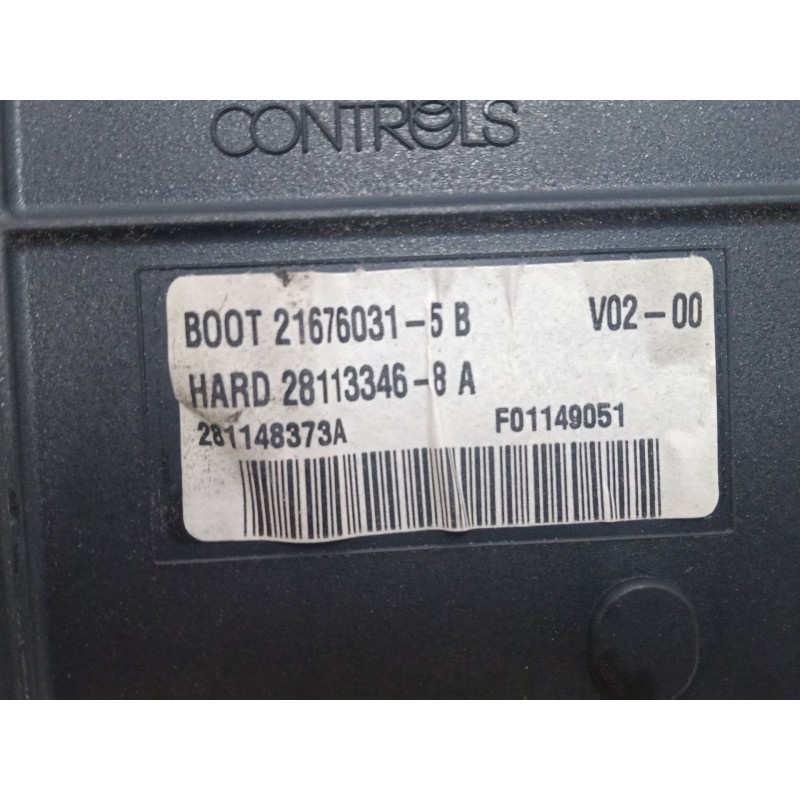 CONTROLS
BOOT 21676031-5 B V02-00
HARD 28113346-8 A
281148373A F01149051